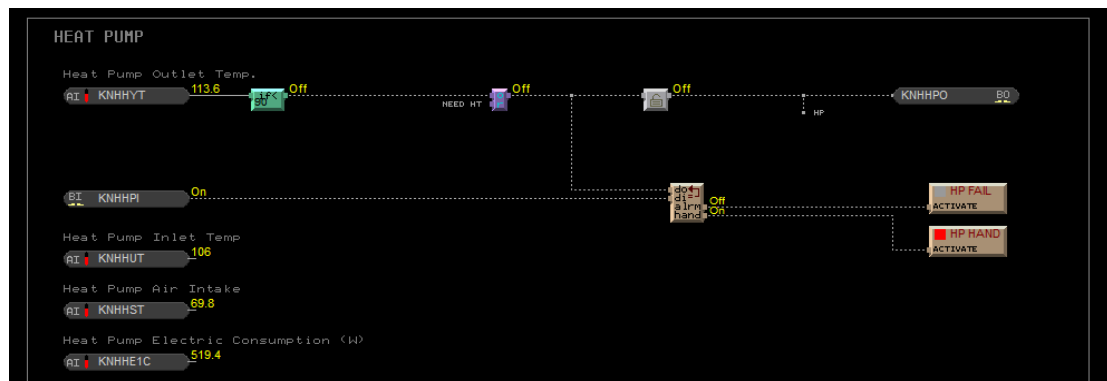 HEAT PUMP
Heat Pump Outlet Temp.
AI KNHHYT 113.6 if< 90 Off NEED HT Off Off HP KNHHPO BO
BI KNHHPI On do di= alrm hand Off On HP FAIL ACTIVATE
HP HAND ACTIVATE
Heat Pump Inlet Temp
AI KNHHUT 106
Heat Pump Air Intake
AI KNHHST 69.8
Heat Pump Electric Consumption (W)
AI KNHHE1C 519.4